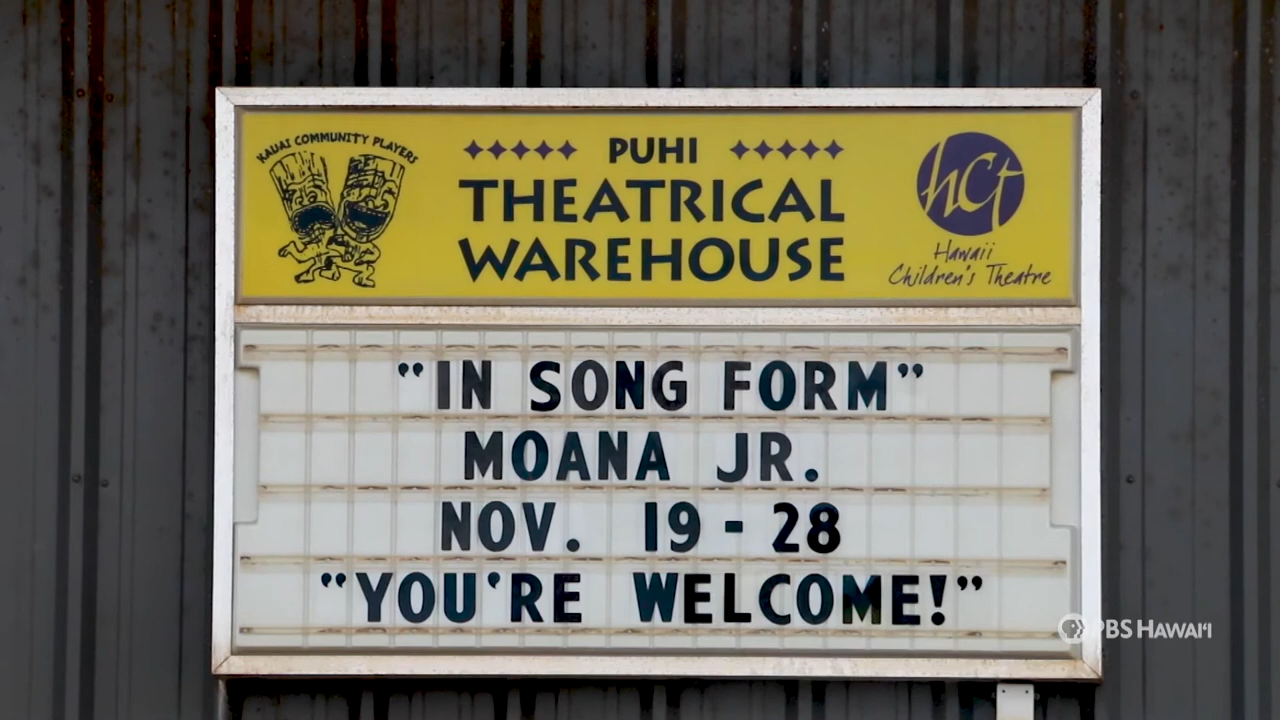 KAUAI COMMUNITY PLAYERS
PUHI
THEATRICAL
WAREHOUSE
hct
Hawaii
Children's Theatre
"IN SONG FORM"
MOANA JR.
NOV. 19-28
"YOU'RE WELCOME!"
PBS HAWAIʻI